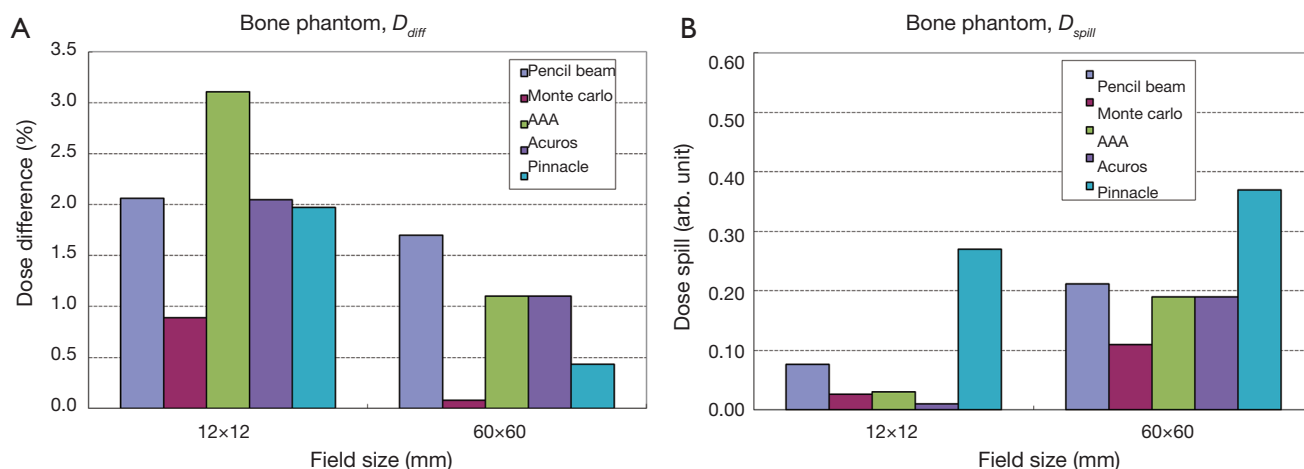 A
Bone phantom, D_diff
Dose difference (%)
3.5
3.0
2.5
2.0
1.5
1.0
0.5
0.0
Pencil beam
Monte carlo
AAA
Acuros
Pinnacle
12×12
60×60
Field size (mm)
B
Bone phantom, D_spill
Dose spill (arb. unit)
0.60
0.50
0.40
0.30
0.20
0.10
0.00
Pencil beam
Monte carlo
AAA
Acuros
Pinnacle
12×12
60×60
Field size (mm)